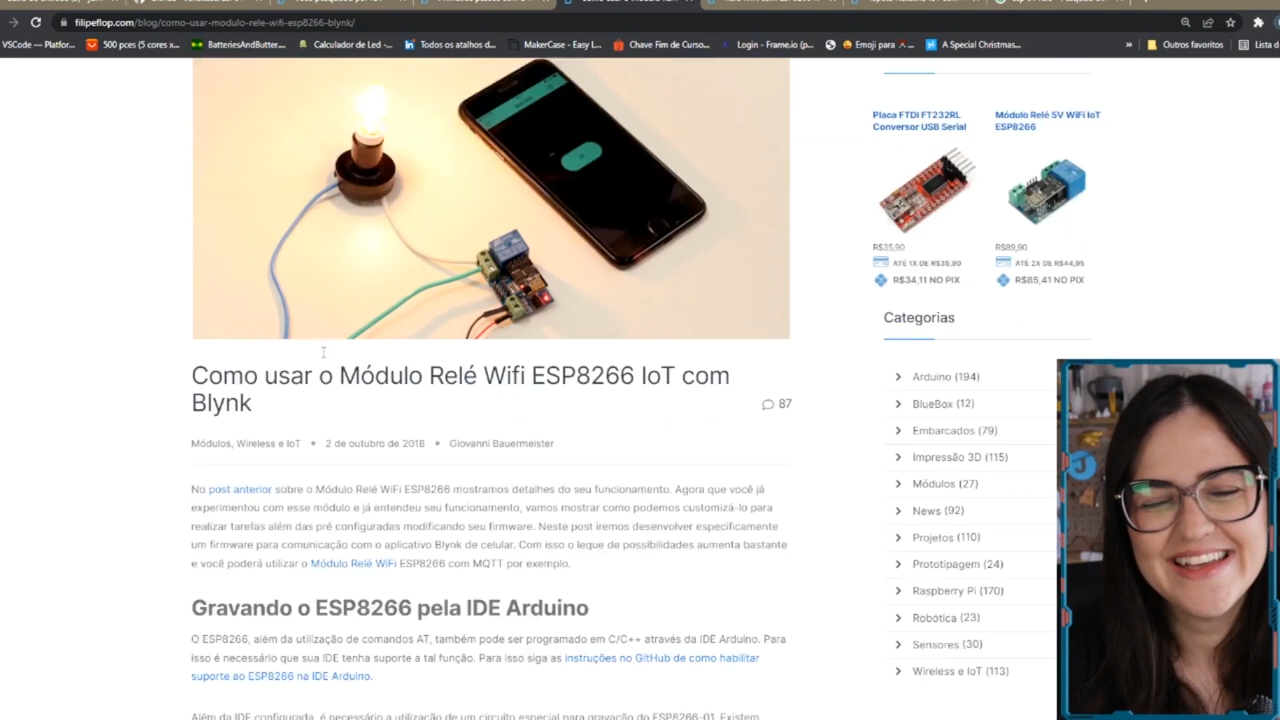 filipeflop.com/blog/como-usar-modulo-rele-wifi-esp8266-blynk/
VSCode — Platfor...
500 pces (5 cores x...
BatteriesAndButter...
Calculador de Led -...
Todos os atalhos d...
MakerCase - Easy L...
Chave Fim de Curso...
Login - Frame.io (p...
Emoji para
A Special Christmas...
»
Outros favoritos
Lista d
Placa FTDI FT232RL
Conversor USB Serial
Módulo Relé 5V WiFi IoT
ESP8266
R$35,90
ATÉ 1X DE R$35,90
R$34,11 NO PIX
R$89,90
ATÉ 2X DE R$44,95
R$85,41 NO PIX
Categorias
Arduino (194)
BlueBox (12)
Embarcados (79)
Impressão 3D (115)
Módulos (27)
News (92)
Projetos (110)
Prototipagem (24)
Raspberry Pi (170)
Robótica (23)
Sensores (30)
Wireless e IoT (113)
Como usar o Módulo Relé Wifi ESP8266 IoT com
Blynk
87
Módulos, Wireless e IoT • 2 de outubro de 2018 • Giovanni Bauermeister
No post anterior sobre o Módulo Relé WiFi ESP8266 mostramos detalhes do seu funcionamento. Agora que você já
experimentou com esse módulo e já entendeu seu funcionamento, vamos mostrar como podemos customizá-lo para
realizar tarefas além das pré configuradas modificando seu firmware. Neste post iremos desenvolver especificamente
um firmware para comunicação com o aplicativo Blynk de celular. Com isso o leque de possibilidades aumenta bastante
e você poderá utilizar o Módulo Relé WiFi ESP8266 com MQTT por exemplo.
Gravando o ESP8266 pela IDE Arduino
O ESP8266, além da utilização de comandos AT, também pode ser programado em C/C++ através da IDE Arduino. Para
isso é necessário que sua IDE tenha suporte a tal função. Para isso siga as instruções no GitHub de como habilitar
suporte ao ESP8266 na IDE Arduino.
Além da IDE configurada, é necessário a utilização de um circuito especial para gravação do ESP8266-01. Existem